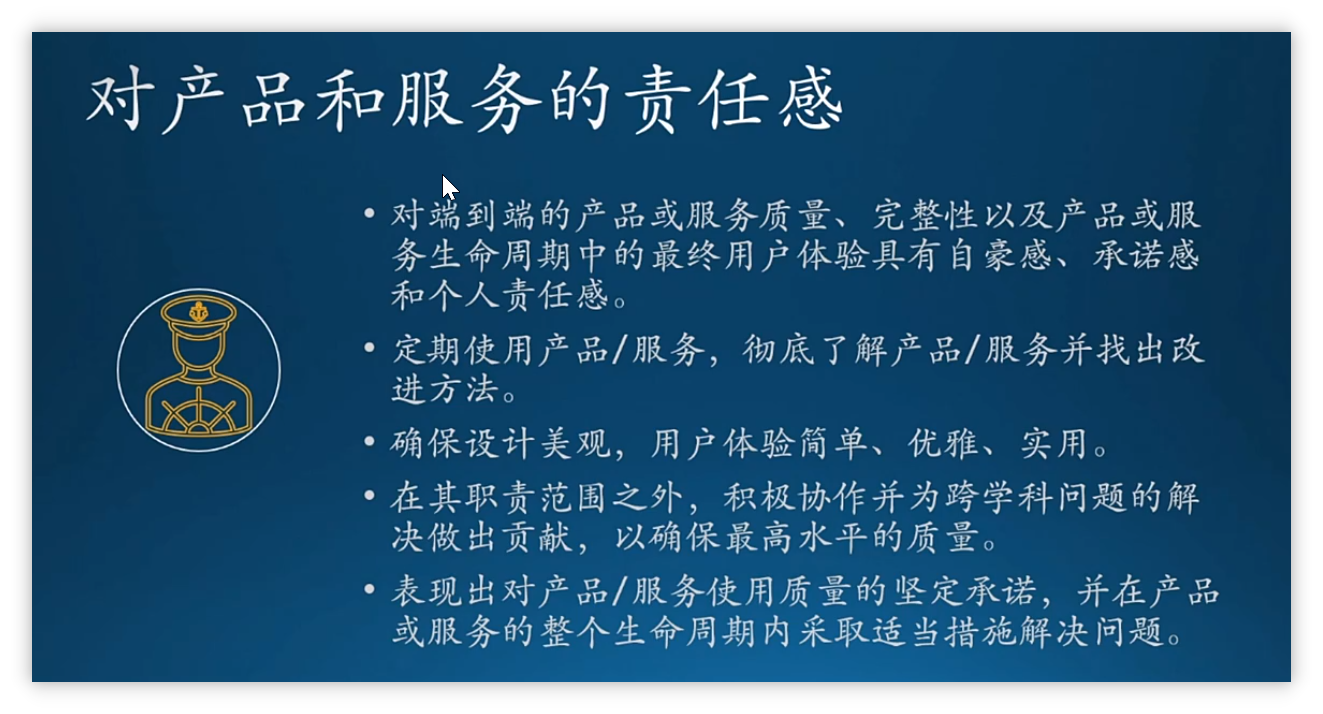 对产品和服务的责任感
• 对端到端的产品或服务质量、完整性以及产品或服
务生命周期中的最终用户体验具有自豪感、承诺感
和个人责任感。
• 定期使用产品/服务，彻底了解产品/服务并找出改
进方法。
• 确保设计美观，用户体验简单、优雅、实用。
• 在其职责范围之外，积极协作并为跨学科问题的解
决做出贡献，以确保最高水平的质量。
• 表现出对产品/服务使用质量的坚定承诺，并在产品
或服务的整个生命周期内采取适当措施解决问题。